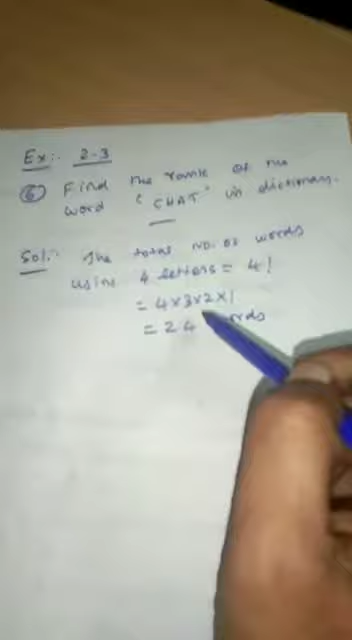 Ex:- 2.3
⑥ Find the rank of the
word "CHAT" in dictionary.
Sol:- The total no. of words
using 4 letters = 4!
= 4×3×2×1
= 24 words